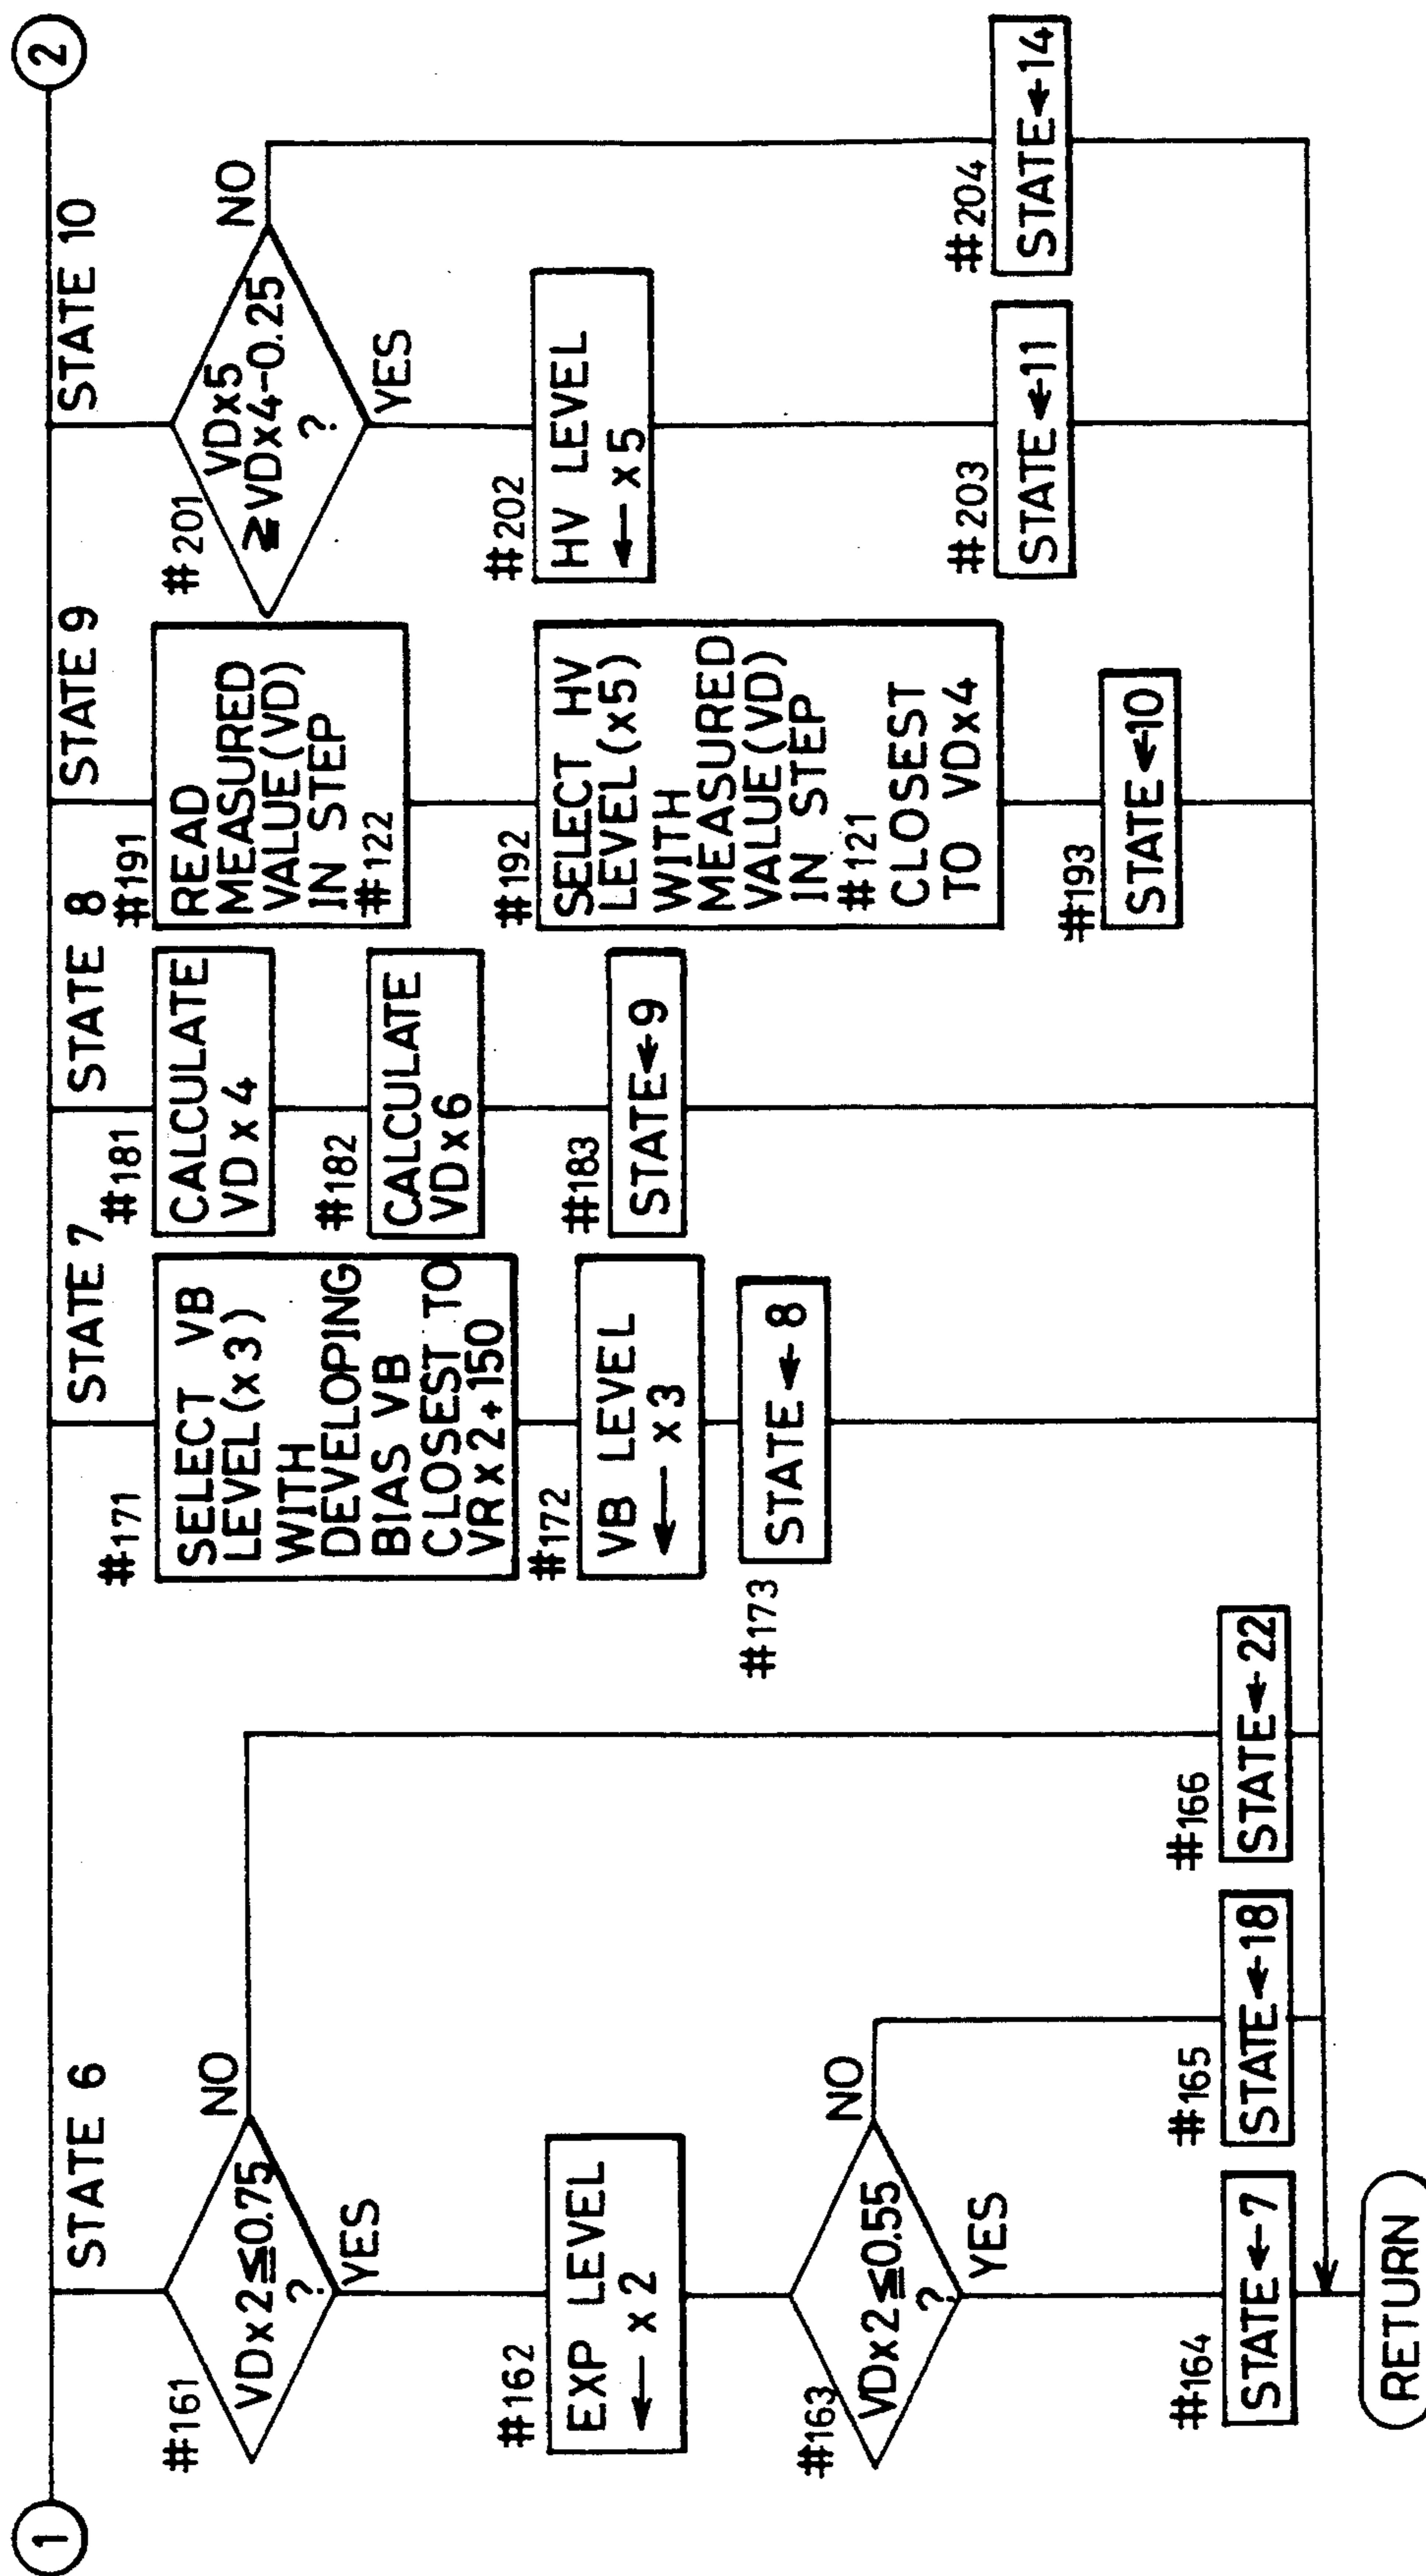 1
2
STATE 6
#161
VDx2≦0.75
?
NO
YES
#162
EXP LEVEL
← x2
#163
VDx2≦0.55
?
NO
YES
#164
STATE←7
#165
STATE←18
#166
STATE←22
RETURN
STATE 7
#171
SELECT VB
LEVEL(x3)
WITH
DEVELOPING
BIAS VB
CLOSEST TO
VRx2+150
#172
VB LEVEL
← x3
#173
STATE←8
STATE 8
#181
CALCULATE
VDx4
#182
CALCULATE
VDx6
#183
STATE←9
STATE 9
#191
READ
MEASURED
VALUE(VD)
IN STEP
#122
#192
SELECT HV
LEVEL(x5)
WITH
MEASURED
VALUE(VD)
IN STEP
#121
CLOSEST
TO VDx4
#193
STATE←10
STATE 10
#201
VDx5
≧VDx4-0.25
?
NO
YES
#202
HV LEVEL
← x5
#203
STATE←11
#204
STATE←14